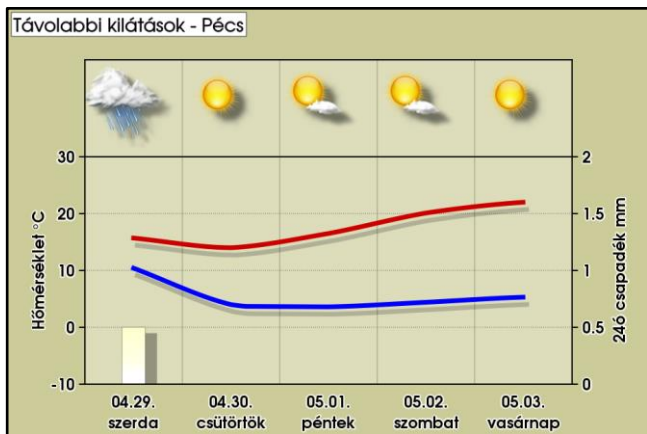 Távolabbi kilátások - Pécs
30
20
10
0
-10
Hőmérséklet °C
2
1.5
1
0.5
0
24ó csapadék mm
04.29. 04.30. 05.01. 05.02. 05.03.
szerda csütörtök péntek szombat vasárnap